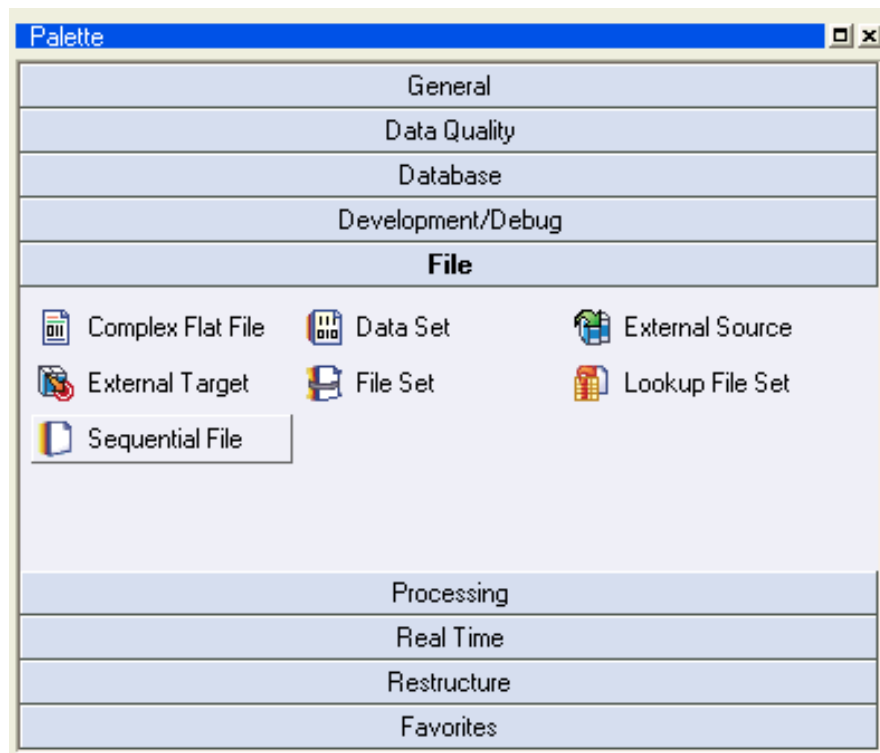 Palette
General
Data Quality
Database
Development/Debug
File
Complex Flat File Data Set External Source
External Target File Set Lookup File Set
Sequential File
Processing
Real Time
Restructure
Favorites